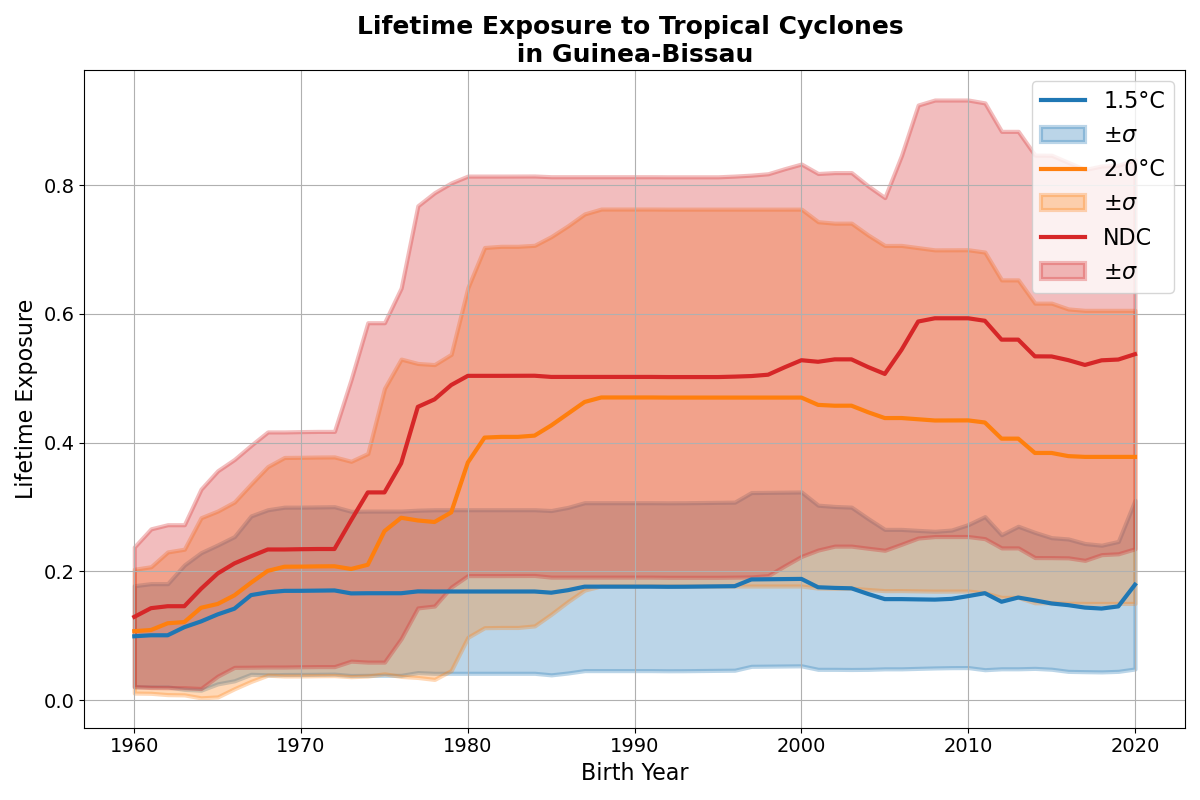 Lifetime Exposure to Tropical Cyclones
in Guinea-Bissau
1.5°C
±σ
2.0°C
±σ
NDC
±σ
Lifetime Exposure
0.8
0.6
0.4
0.2
0.0
1960 1970 1980 1990 2000 2010 2020
Birth Year